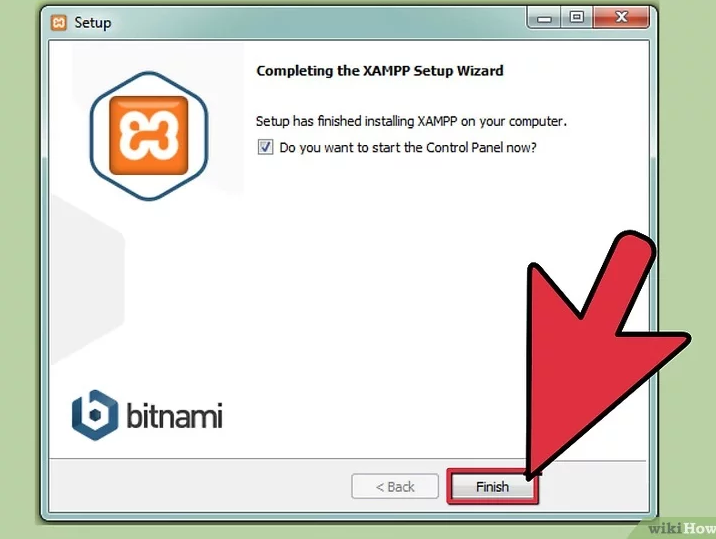 Setup
Completing the XAMPP Setup Wizard
Setup has finished installing XAMPP on your computer.
Do you want to start the Control Panel now?
bitnami
< Back
Finish
wikiHow